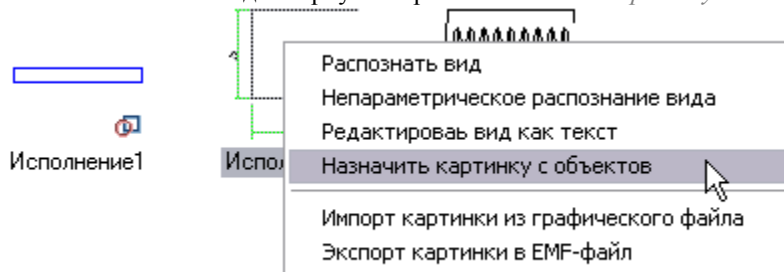 Распознать вид
Непараметрическое распознание вида
Редактироваь вид как текст
Исполнение1
Испол
Назначить картинку с объектов
Импорт картинки из графического файла
Экспорт картинки в EMF-файл